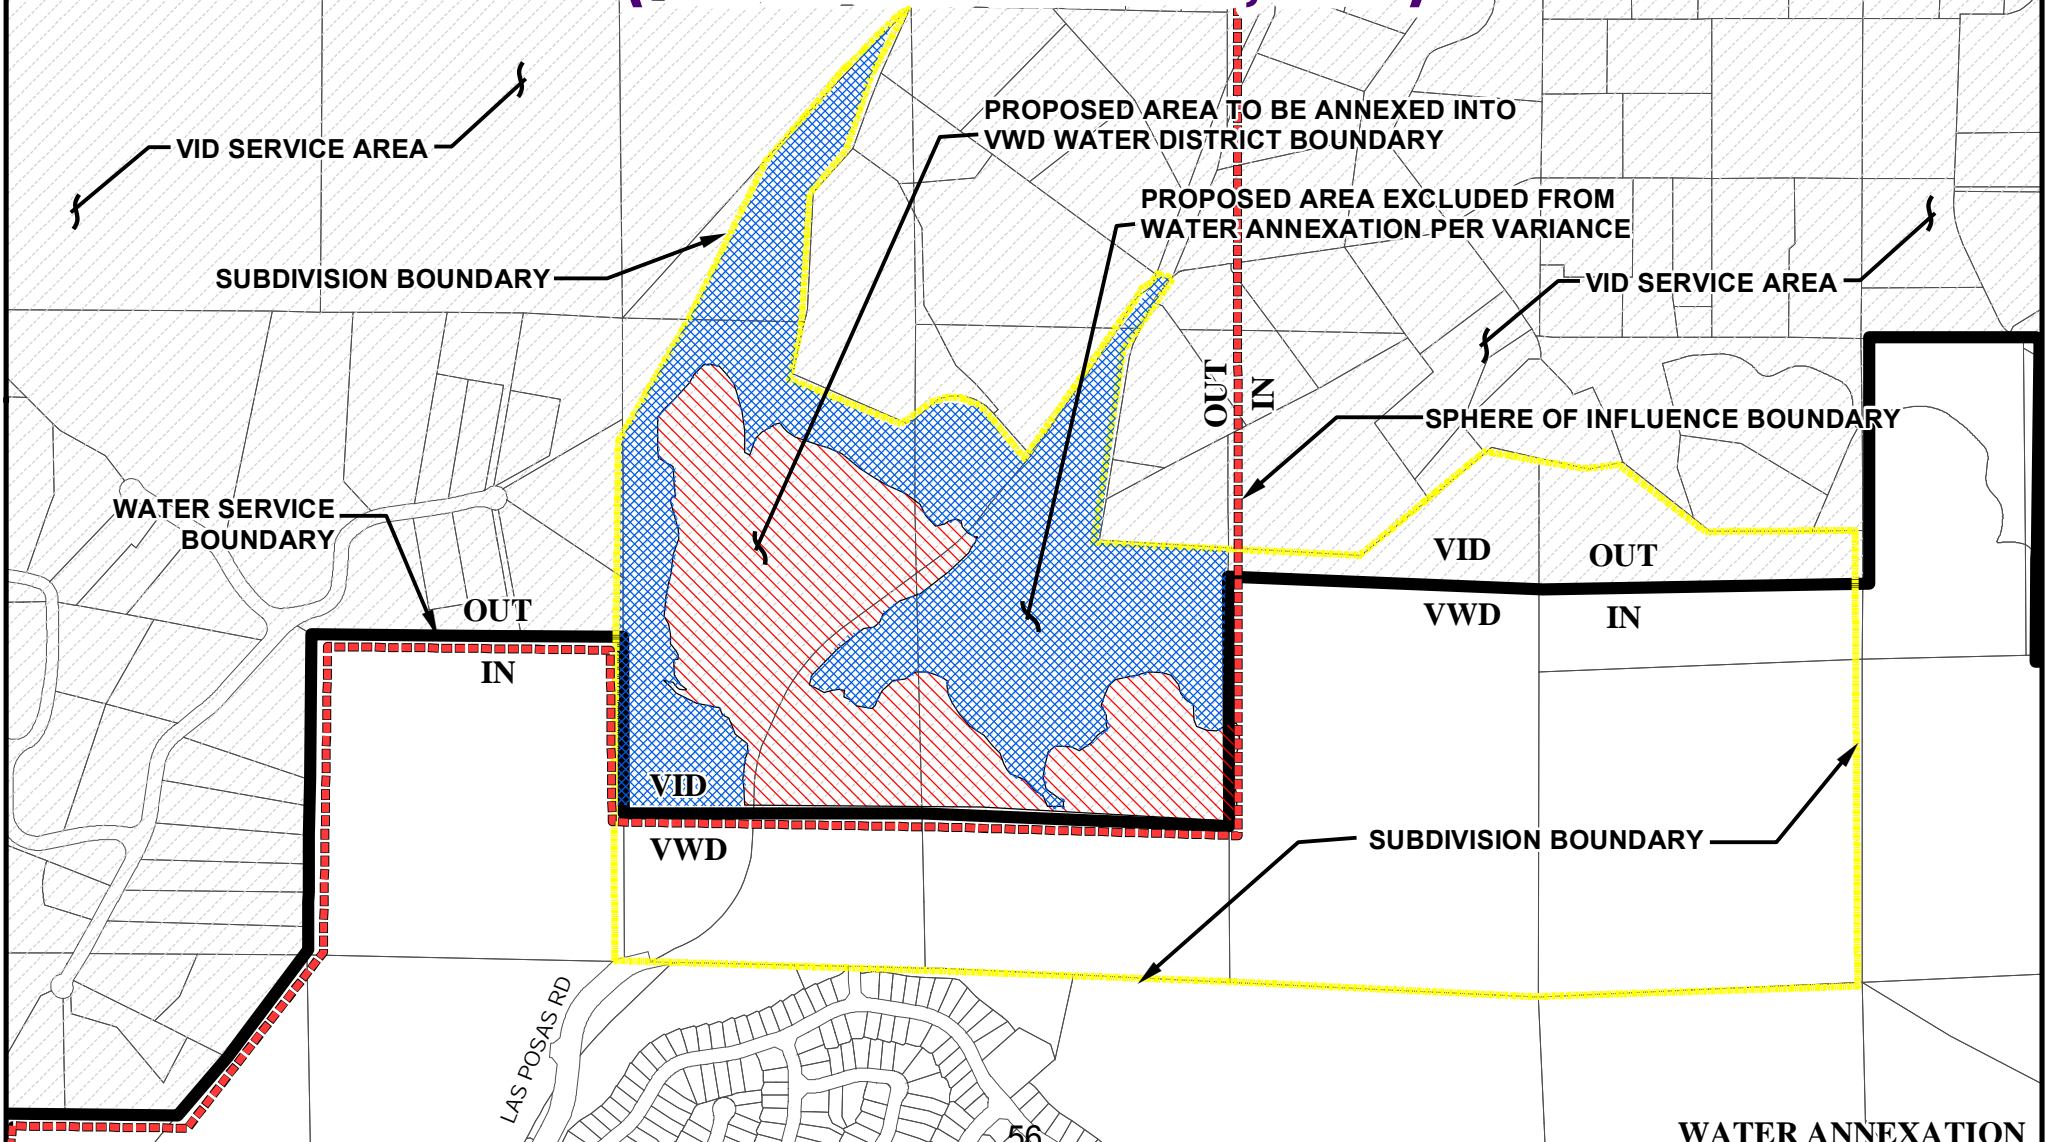 PROPOSED AREA TO BE ANNEXED INTO
VWD WATER DISTRICT BOUNDARY
VID SERVICE AREA
PROPOSED AREA EXCLUDED FROM
WATER ANNEXATION PER VARIANCE
SUBDIVISION BOUNDARY
VID SERVICE AREA
OUT
IN
SPHERE OF INFLUENCE BOUNDARY
WATER SERVICE
BOUNDARY
VID
OUT
OUT
VWD
IN
IN
VID
VWD
SUBDIVISION BOUNDARY
LAS POSAS RD
56
WATER ANNEXATION